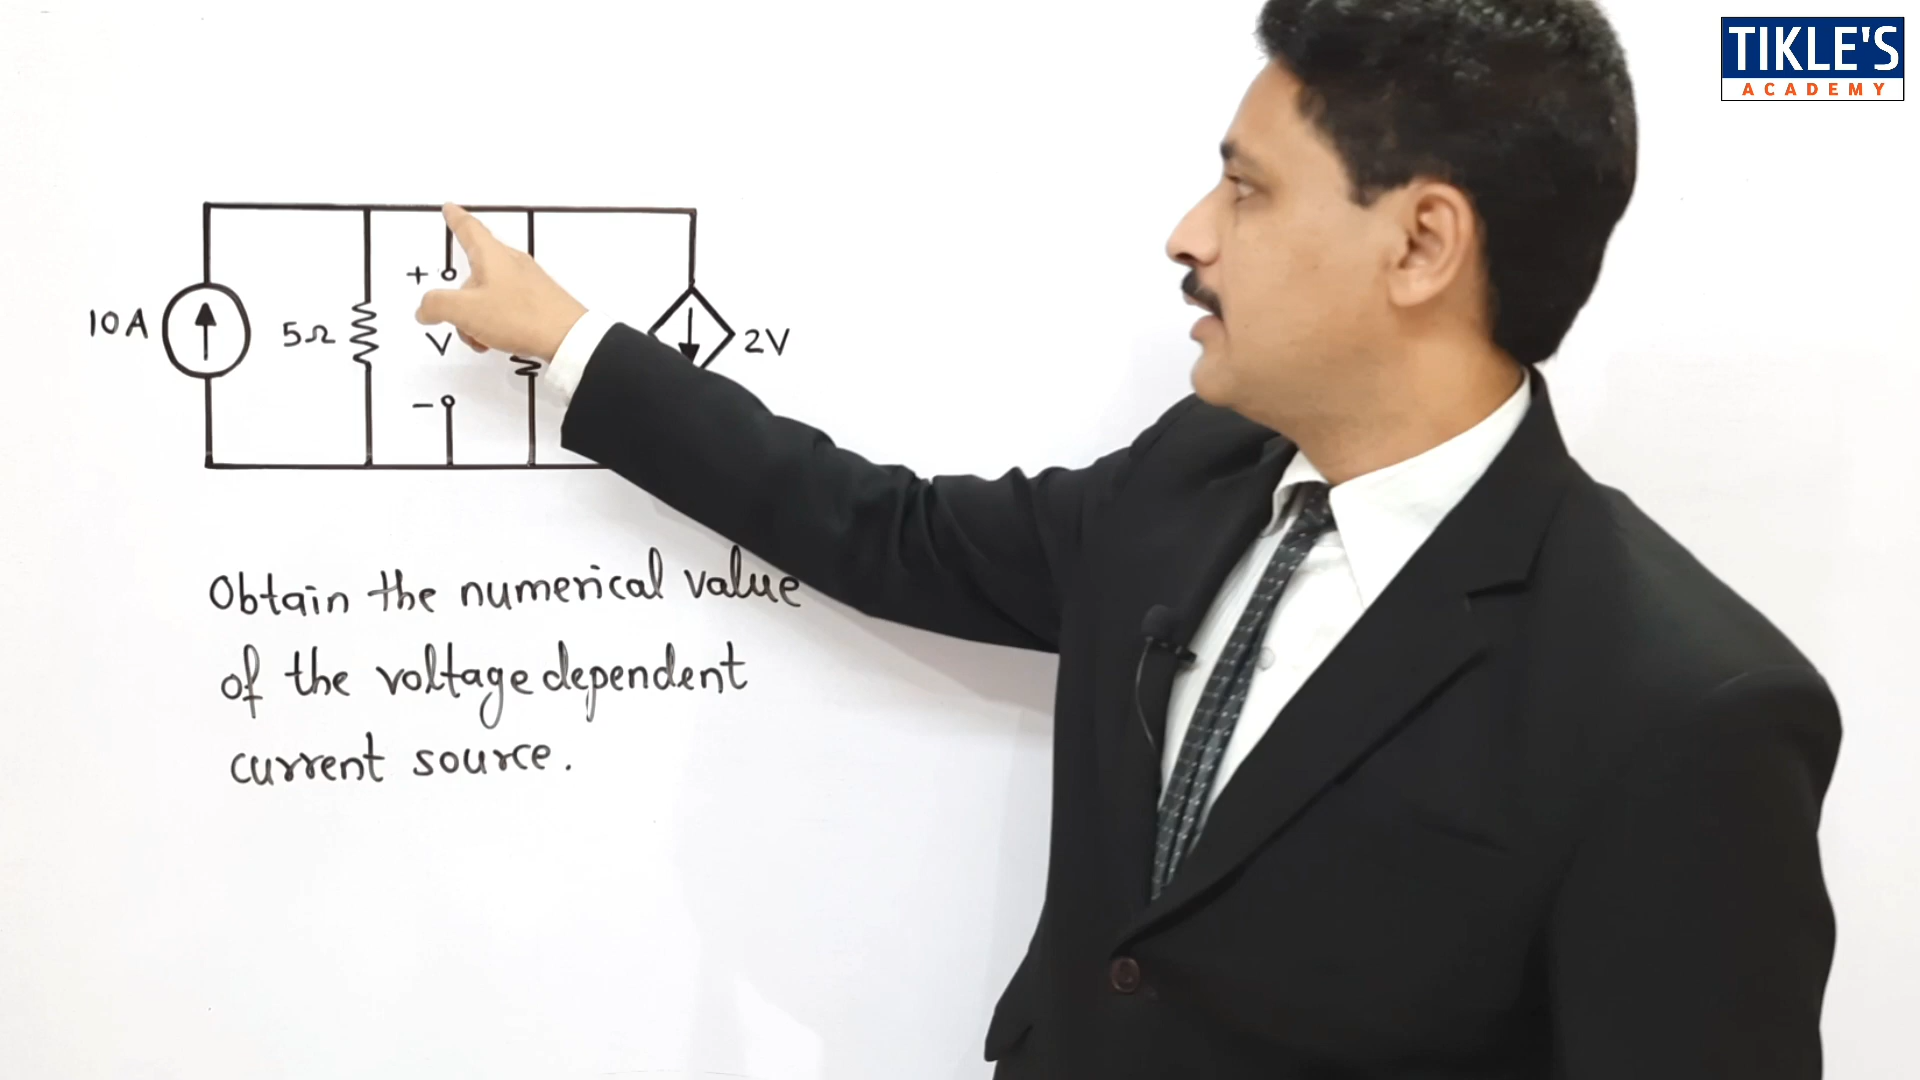 TIKLE'S
ACADEMY
10A
5Ω
+
V
-
2V
Obtain the numerical value
of the voltage dependent
current source.